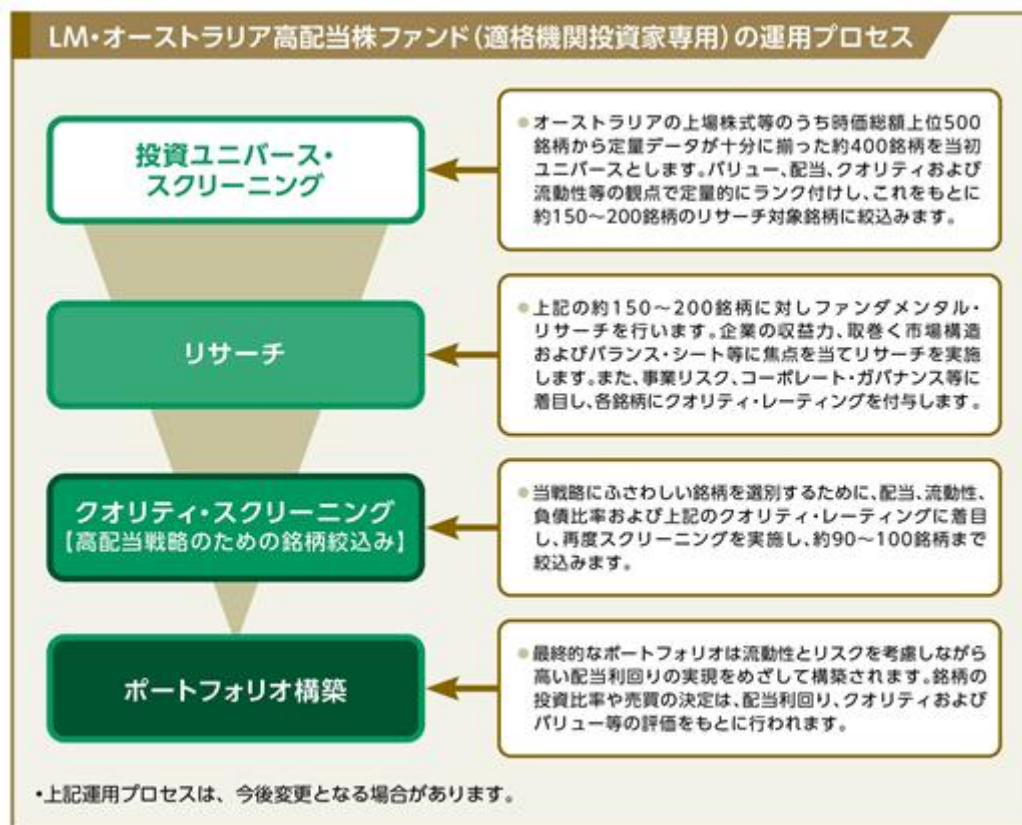 LM・オーストラリア高配当株ファンド(適格機関投資家専用)の運用プロセス
投資ユニバース・
スクリーニング
●オーストラリアの上場株式等のうち時価総額上位500
銘柄から定量データが十分に揃った約400銘柄を当初
ユニバースとします。バリュー、配当、クオリティおよび
流動性等の観点で定量的にランク付けし、これをもとに
約150～200銘柄のリサーチ対象銘柄に絞込みます。
リサーチ
●上記の約150～200銘柄に対しファンダメンタル・
リサーチを行います。企業の収益力、取巻く市場構造
およびバランス・シート等に焦点を当てリサーチを実施
します。また、事業リスク、コーポレート・ガバナンス等に
着目し、各銘柄にクオリティ・レーティングを付与します。
クオリティ・スクリーニング
【高配当戦略のための銘柄絞込み】
●当戦略にふさわしい銘柄を選別するために、配当、流動性、
負債比率および上記のクオリティ・レーティングに着目
し、再度スクリーニングを実施し、約90～100銘柄まで
絞込みます。
ポートフォリオ構築
●最終的なポートフォリオは流動性とリスクを考慮しながら
高い配当利回りの実現をめざして構築されます。銘柄の
投資比率や売買の決定は、配当利回り、クオリティおよび
バリュー等の評価をもとに行われます。
・上記運用プロセスは、今後変更となる場合があります。